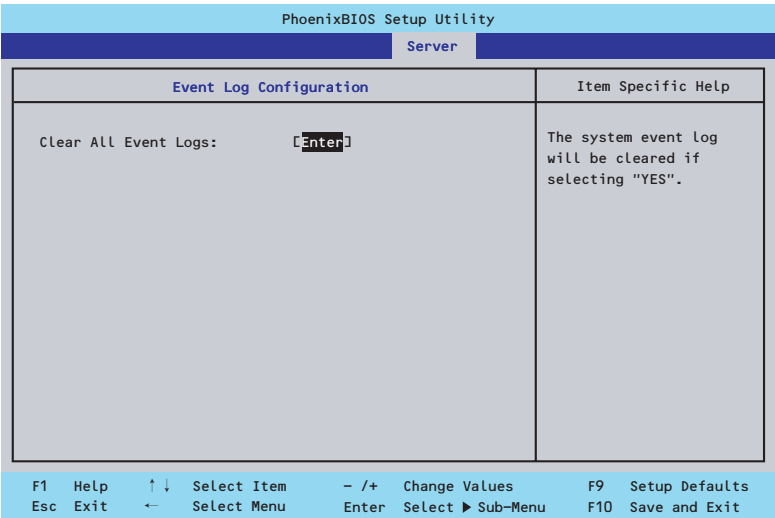 PhoenixBIOS Setup Utility
Server
Event Log Configuration
Item Specific Help
Clear All Event Logs: [Enter]
The system event log
will be cleared if
selecting "YES".
F1 Help ↑↓ Select Item - /+ Change Values F9 Setup Defaults
Esc Exit ← Select Menu Enter Select ▶ Sub-Menu F10 Save and Exit